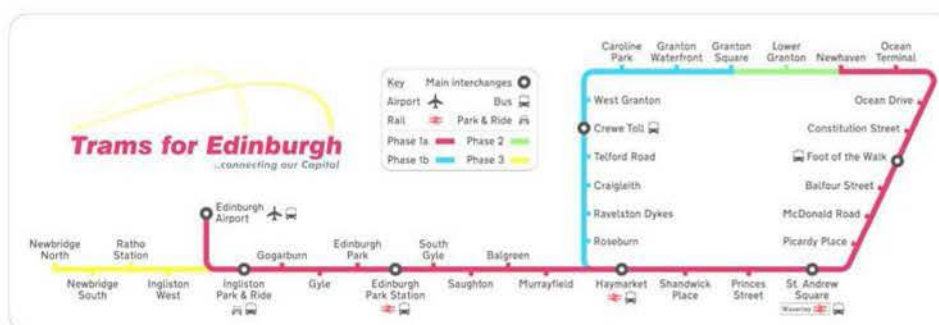 Trams for Edinburgh
..connecting our Capital
Key
Main interchanges
Airport
Bus
Rail
Park & Ride
Phase 1a
Phase 2
Phase 1b
Phase 3
Caroline
Park
Granton
Waterfront
Granton
Square
Lower
Granton
Newhaven
Ocean
Terminal
West Granton
Crewe Toll
Telford Road
Craigleith
Ravelston Dykes
Roseburn
Ocean Drive
Constitution Street
Foot of the Walk
Balfour Street
McDonald Road
Picardy Place
Edinburgh
Airport
Newbridge
North
Ratho
Station
Gogarburn
Edinburgh
Park
South
Gyle
Balgreen
Newbridge
South
Ingliston
West
Ingliston
Park & Ride
Gyle
Edinburgh
Park Station
Saughton
Murrayfield
Haymarket
Shandwick
Place
Princes
Street
St. Andrew
Square
Waverley